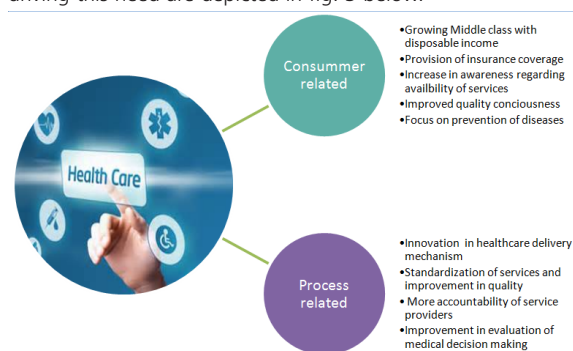 Consummer
related
•Growing Middle class with
disposable income
•Provision of insurance coverage
•Increase in awareness regarding
availbility of services
•Improved quality conciousness
•Focus on prevention of diseases
Health Care
Process
related
•Innovation in healthcare delivery
mechanism
•Standardization of services and
improvement in quality
• More accountability of service
providers
•Improvement in evaluation of
medical decision making